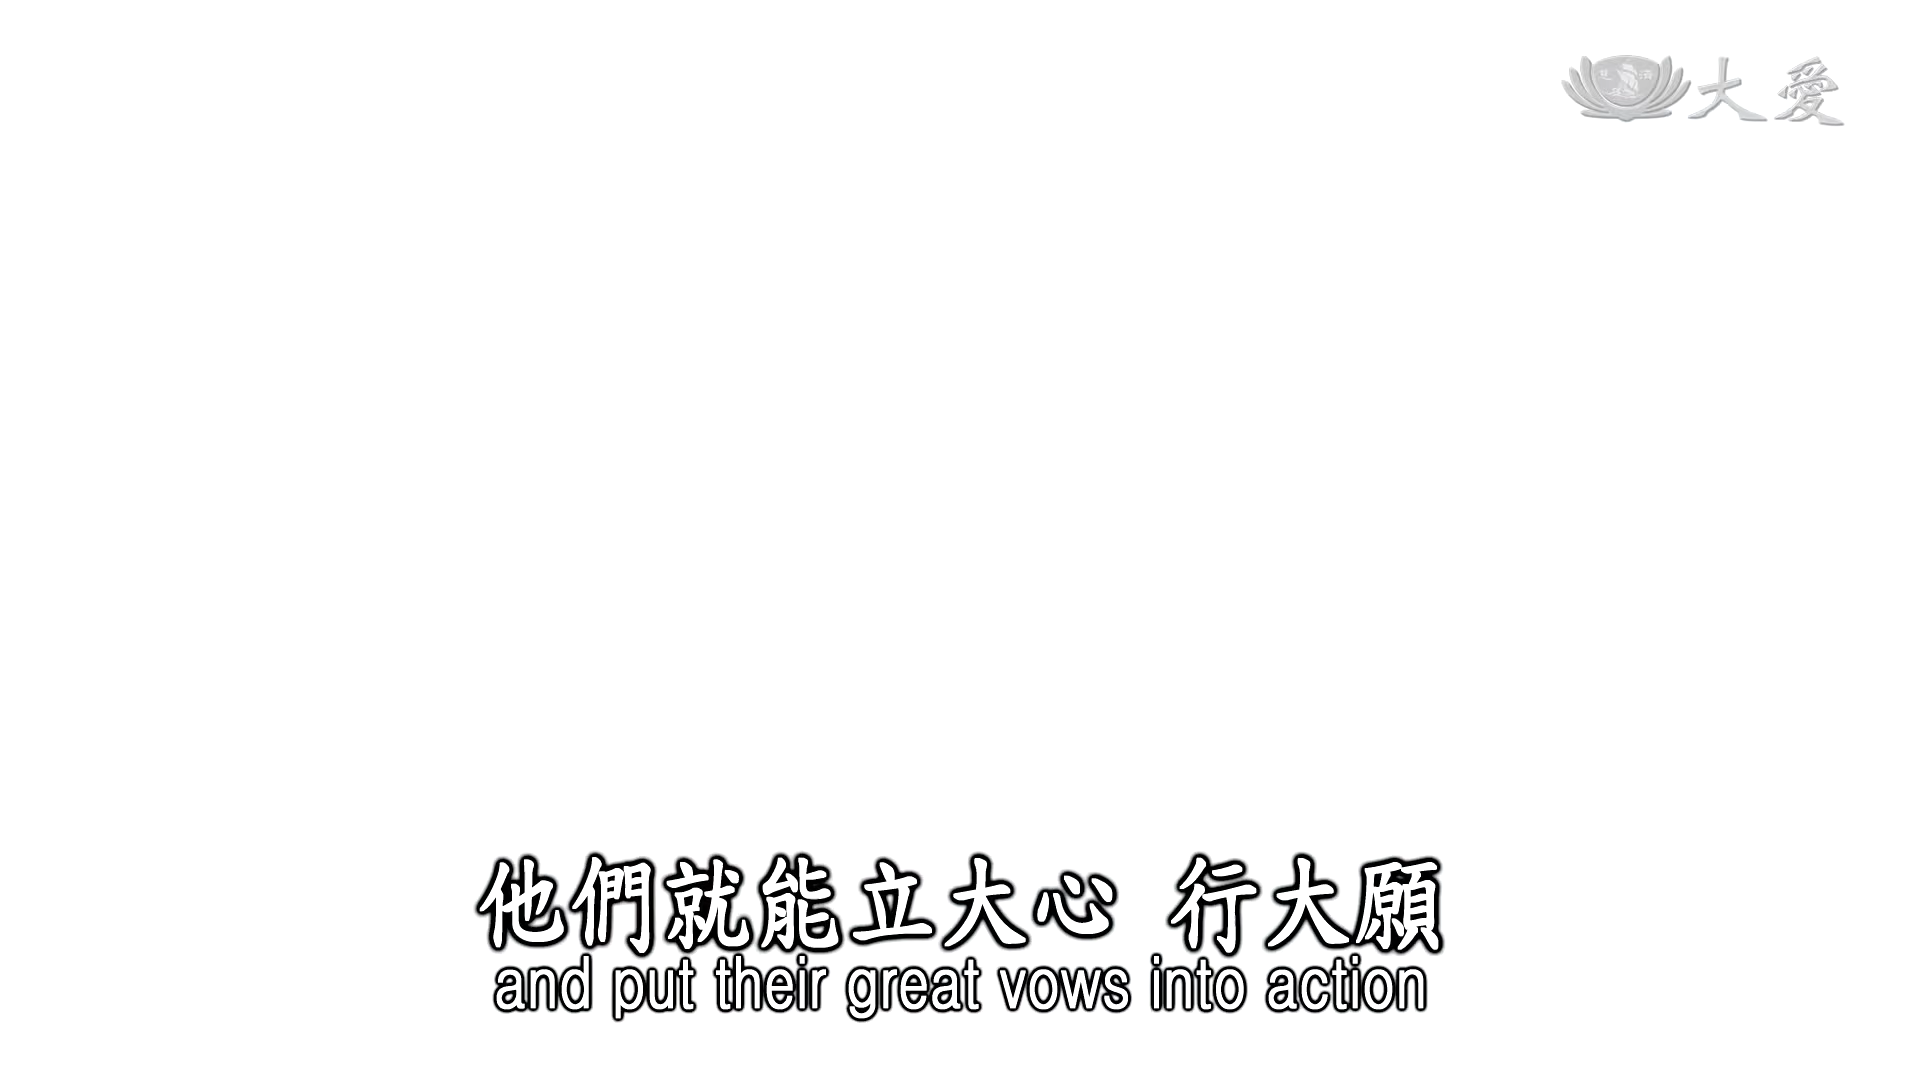 大愛
他們就能立大心 行大願
and put their great vows into action